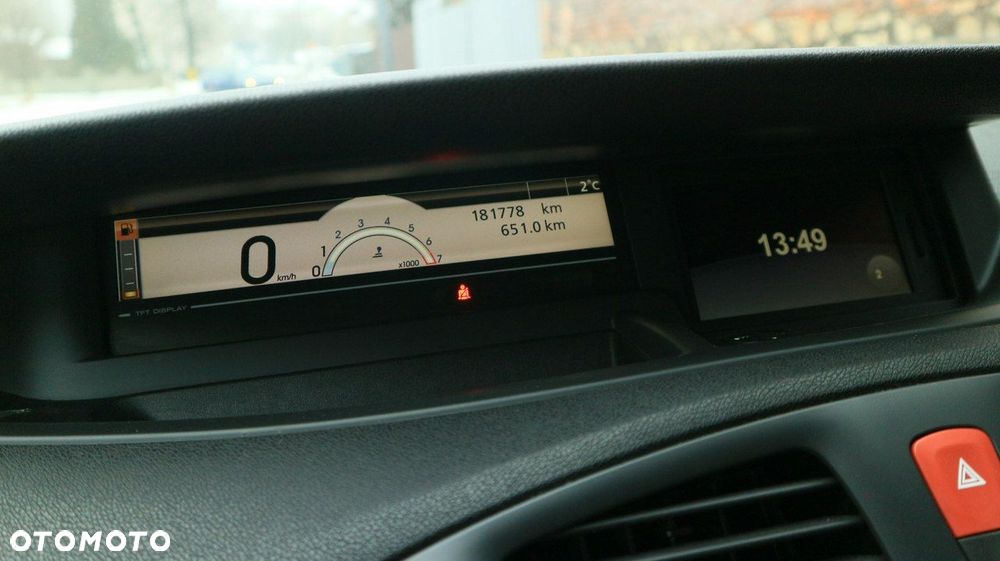 2°C
181778 km
651.0 km
0 km/h
0 1 2 3 4 5 6 7
x1000
TFT DISPLAY
13:49
2
OTOMOTO